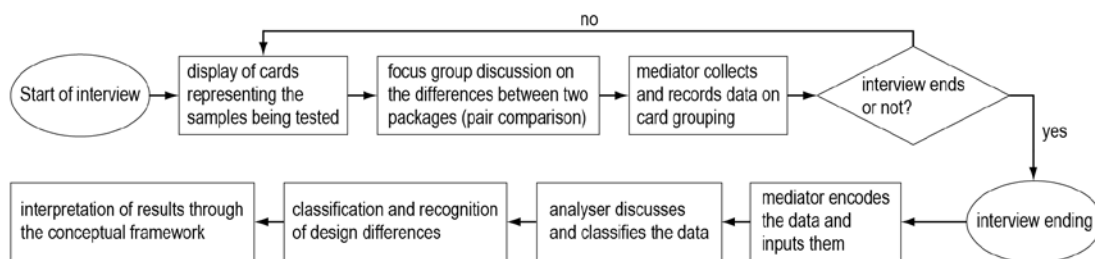 no
Start of interview
display of cards
representing the
samples being tested
focus group discussion on
the differences between two
packages (pair comparison)
mediator collects
and records data on
card grouping
interview ends
or not?
yes
interpretation of results through
the conceptual framework
classification and recognition
of design differences
analyser discusses
and classifies the data
mediator encodes
the data and
inputs them
interview ending